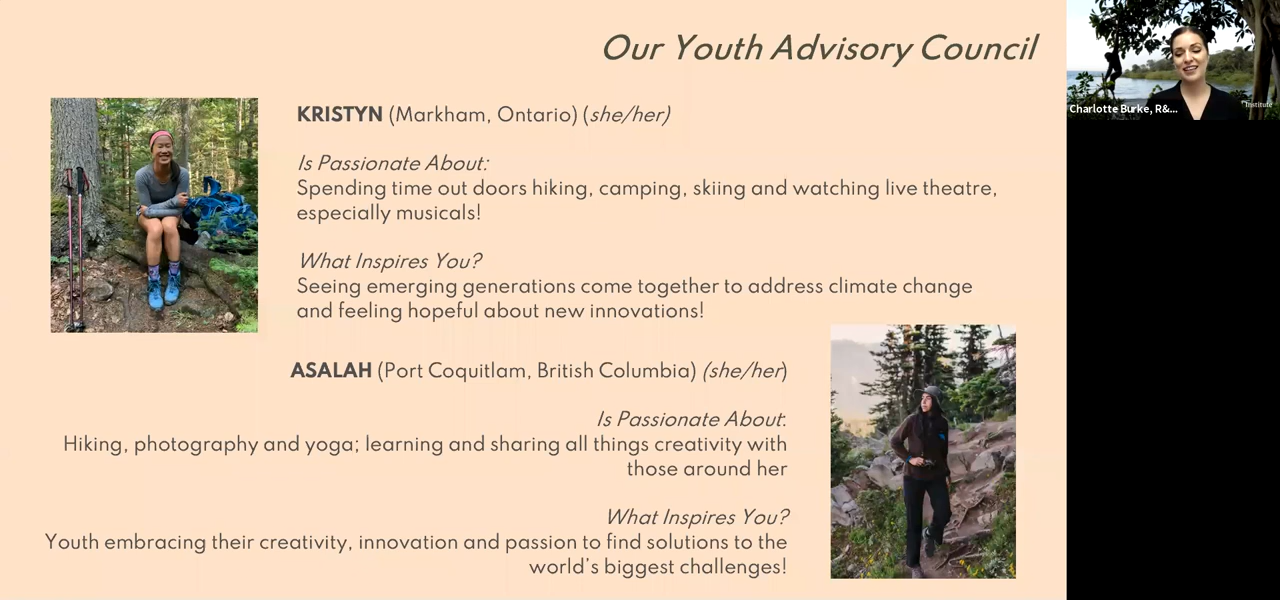 Our Youth Advisory Council
KRISTYN (Markham, Ontario) (she/her)
Is Passionate About:
Spending time out doors hiking, camping, skiing and watching live theatre,
especially musicals!
What Inspires You?
Seeing emerging generations come together to address climate change
and feeling hopeful about new innovations!
ASALAH (Port Coquitlam, British Columbia) (she/her)
Is Passionate About:
Hiking, photography and yoga; learning and sharing all things creativity with
those around her
What Inspires You?
Youth embracing their creativity, innovation and passion to find solutions to the
world's biggest challenges!
Charlotte Burke, R&...
Institute